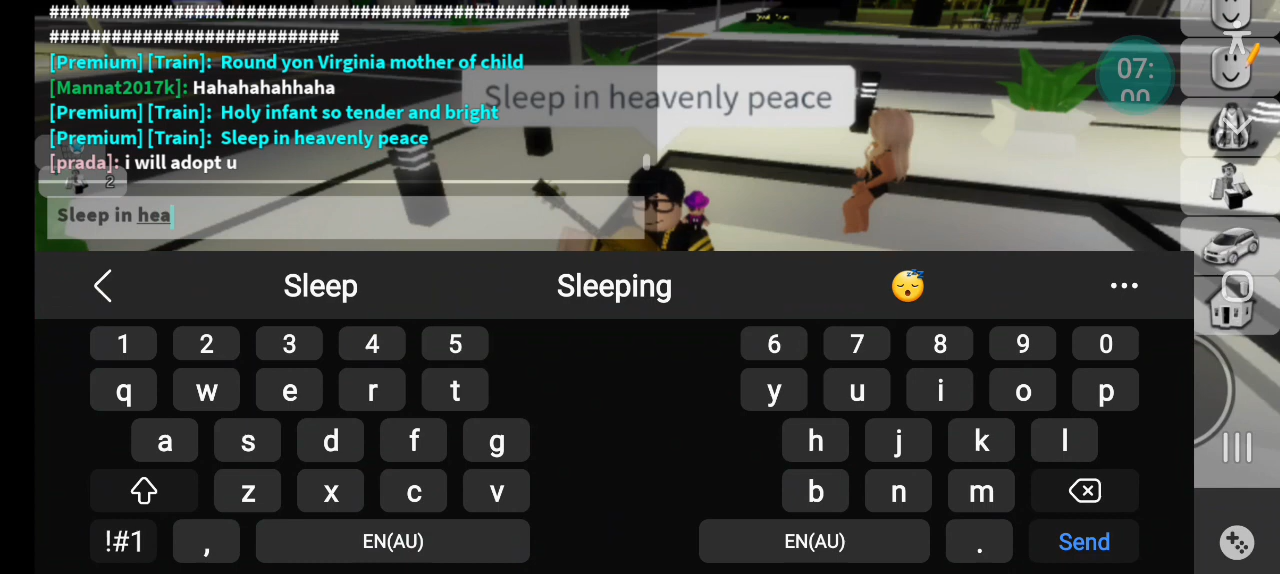 ######################################################## 
############################
[Premium] [Train]: Round yon Virginia mother of child
[Mannat2017k]: Hahahahahhaha
[Premium] [Train]: Holy infant so tender and bright
[Premium] [Train]: Sleep in heavenly peace
[prada]: i will adopt u
Sleep in heavenly peace
07:
00
2
Sleep in hea
Sleep Sleeping
1 2 3 4 5 6 7 8 9 0
q w e r t y u i o p
a s d f g h j k l
z x c v b n m
!#1 , EN(AU) EN(AU) . Send